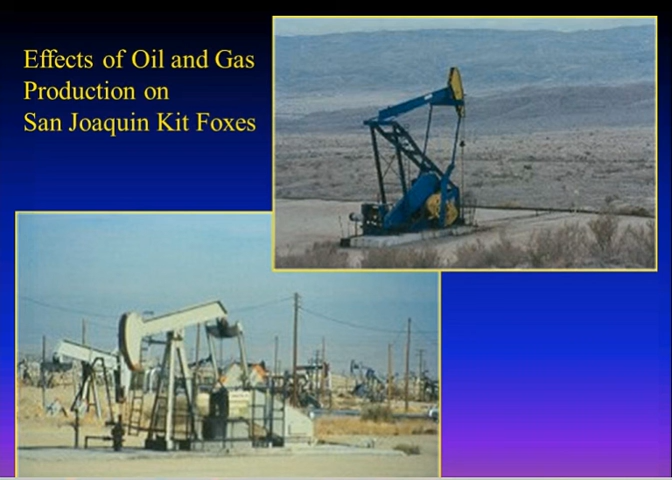 Effects of Oil and Gas
Production on
San Joaquin Kit Foxes